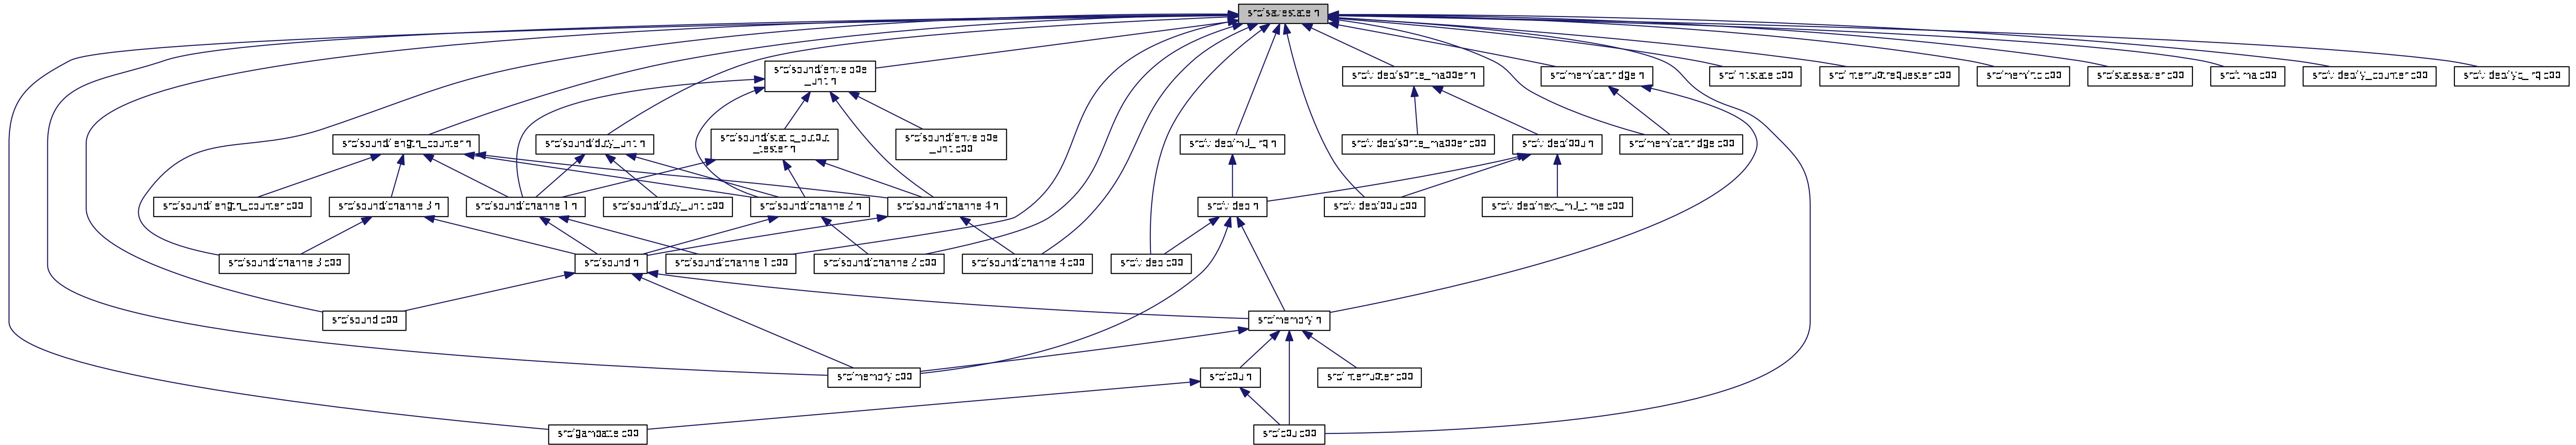 src/savestate.h
src/sound/envelope
_unit.h
src/video/sprite_mapper.h
src/mem/cartridge.h
src/initstate.cpp
src/interruptrequester.cpp
src/mem/rtc.cpp
src/statesaver.cpp
src/tima.cpp
src/video/ly_counter.cpp
src/video/lyc_irq.cpp
src/sound/length_counter.h
src/sound/duty_unit.h
src/sound/static_output
_tester.h
src/sound/envelope
_unit.cpp
src/video/m0_irq.h
src/video/sprite_mapper.cpp
src/video/ppu.h
src/mem/cartridge.cpp
src/sound/length_counter.cpp
src/sound/channel3.h
src/sound/channel1.h
src/sound/duty_unit.cpp
src/sound/channel2.h
src/sound/channel4.h
src/video.h
src/video/ppu.cpp
src/video/next_m0_time.cpp
src/sound/channel3.cpp
src/sound.h
src/sound/channel1.cpp
src/sound/channel2.cpp
src/sound/channel4.cpp
src/video.cpp
src/sound.cpp
src/memory.h
src/memory.cpp
src/cpu.h
src/interrupter.cpp
src/gambatte.cpp
src/cpu.cpp